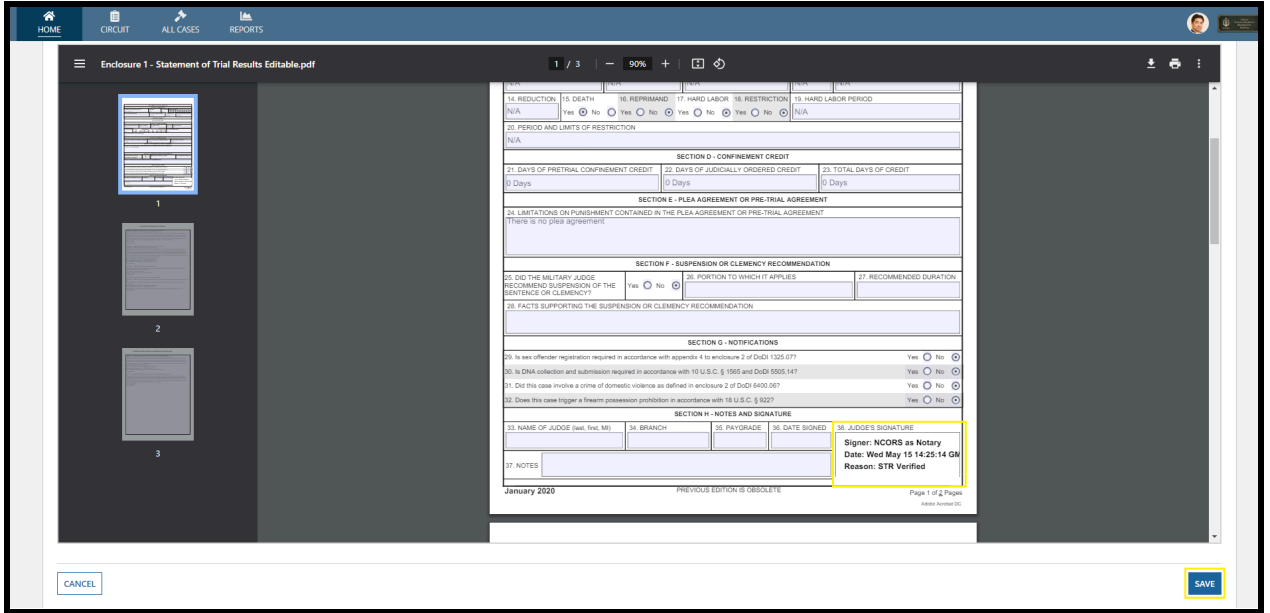 HOME CIRCUIT ALL CASES REPORTS
Enclosure 1 - Statement of Trial Results Editable.pdf
1 / 3 | − 90% +
14. REDUCTION 15. DEATH 16. REPRIMAND 17. HARD LABOR 18. RESTRICTION 19. HARD LABOR PERIOD
N/A Yes No Yes No Yes No Yes No N/A
20. PERIOD AND LIMITS OF RESTRICTION
N/A
SECTION D - CONFINEMENT CREDIT
21. DAYS OF PRETRIAL CONFINEMENT CREDIT 22. DAYS OF JUDICIALLY ORDERED CREDIT 23. TOTAL DAYS OF CREDIT
0 Days 0 Days 0 Days
SECTION E - PLEA AGREEMENT OR PRE-TRIAL AGREEMENT
24. LIMITATIONS ON PUNISHMENT CONTAINED IN THE PLEA AGREEMENT OR PRE-TRIAL AGREEMENT
There is no plea agreement
SECTION F - SUSPENSION OR CLEMENCY RECOMMENDATION
25. DID THE MILITARY JUDGE
RECOMMEND SUSPENSION OF THE
SENTENCE OR CLEMENCY?
Yes No
26. PORTION TO WHICH IT APPLIES 27. RECOMMENDED DURATION
28. FACTS SUPPORTING THE SUSPENSION OR CLEMENCY RECOMMENDATION
SECTION G - NOTIFICATIONS
29. Is sex offender registration required in accordance with appendix 4 to enclosure 2 of DoDI 1325.07? Yes No
30. Is DNA collection and submission required in accordance with 10 U.S.C. § 1565 and DoDI 5505.14? Yes No
31. Did this case involve a crime of domestic violence as defined in enclosure 2 of DoDI 6400.06? Yes No
32. Does this case trigger a firearm possession prohibition in accordance with 18 U.S.C. § 922? Yes No
SECTION H - NOTES AND SIGNATURE
33. NAME OF JUDGE (last, first, MI) 34. BRANCH 35. PAYGRADE 36. DATE SIGNED 38. JUDGE'S SIGNATURE
Signer: NCORS as Notary
Date: Wed May 15 14:25:14 GM
Reason: STR Verified
37. NOTES
January 2020 PREVIOUS EDITION IS OBSOLETE Page 1 of 2 Pages
Adobe Acrobat DC
1
2
3
CANCEL SAVE